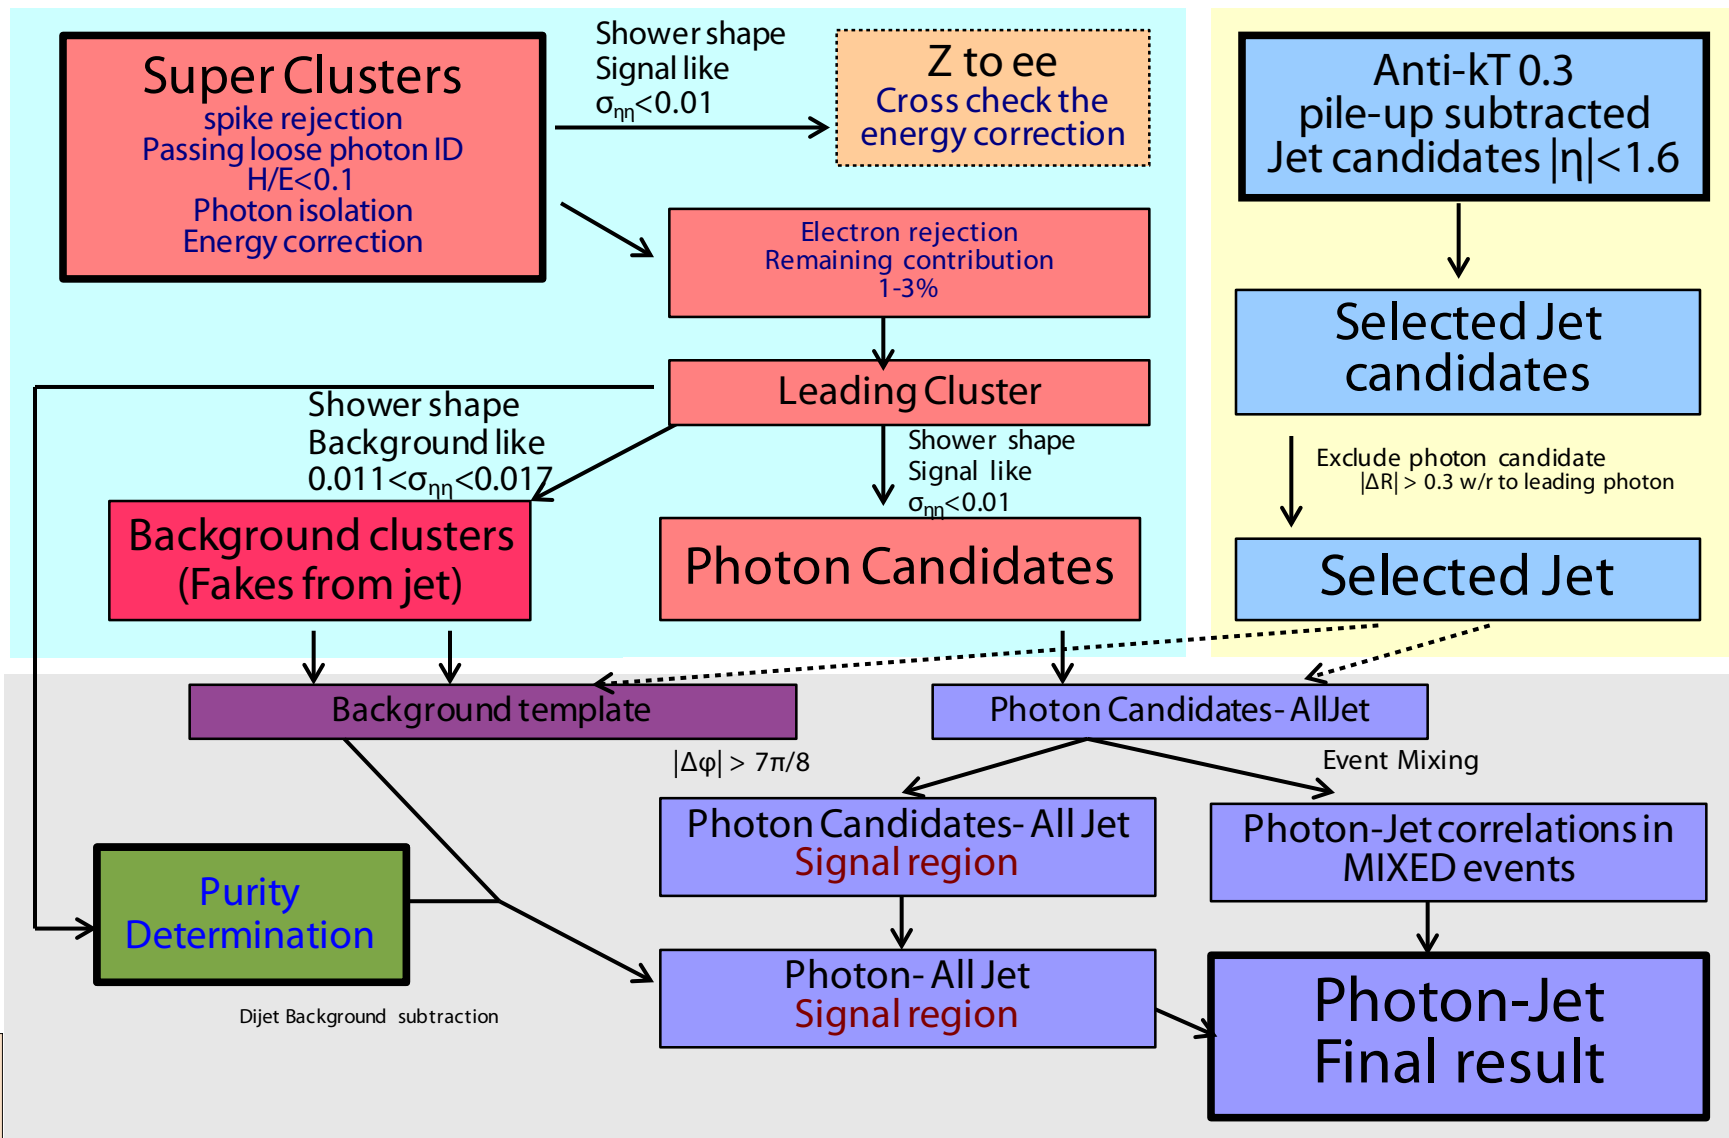 Super Clusters
spike rejection
Passing loose photon ID
H/E<0.1
Photon isolation
Energy correction
Shower shape
Signal like
σηη<0.01
Z to ee
Cross check the
energy correction
Electron rejection
Remaining contribution
1-3%
Leading Cluster
Shower shape
Background like
0.011<σηη<0.017
Shower shape
Signal like
σηη<0.01
Background clusters
(Fakes from jet)
Photon Candidates
Anti-kT 0.3
pile-up subtracted
Jet candidates |η|<1.6
Selected Jet
candidates
Exclude photon candidate
|ΔR| > 0.3 w/r to leading photon
Selected Jet
Background template
Photon Candidates- AllJet
|Δφ| > 7π/8
Event Mixing
Photon Candidates- All Jet
Signal region
Photon-Jet correlations in
MIXED events
Purity
Determination
Photon- All Jet
Signal region
Dijet Background subtraction
Photon-Jet
Final result